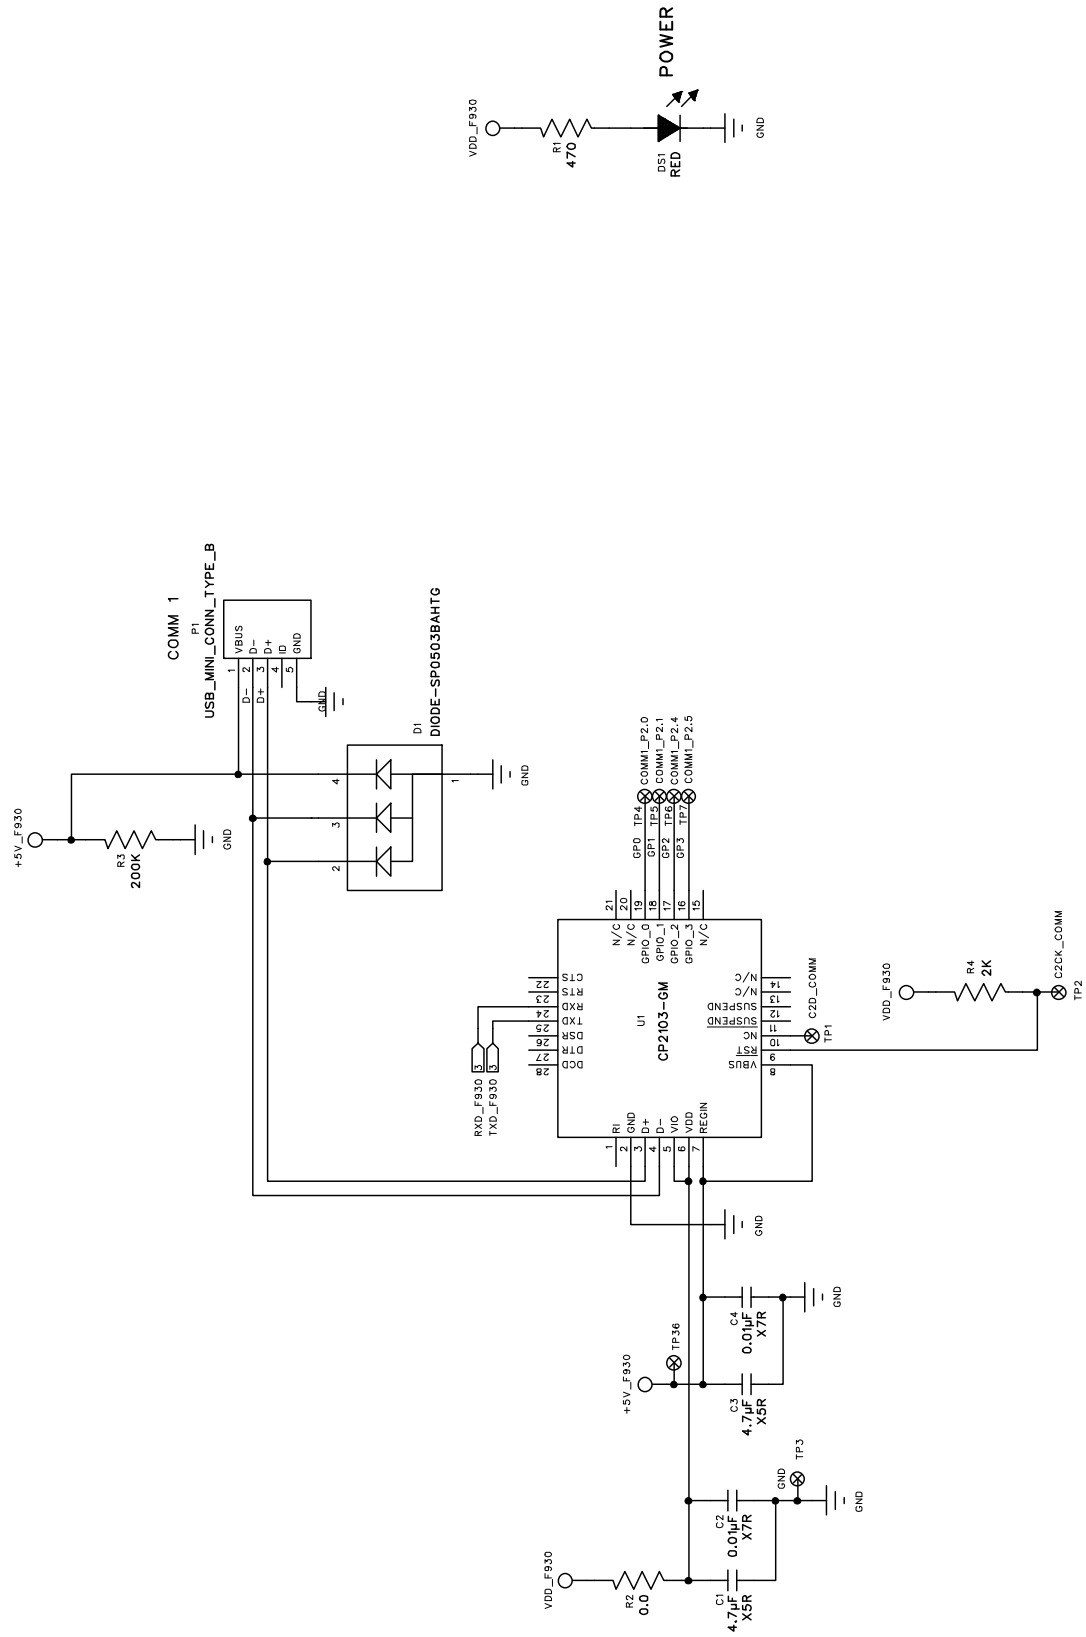 POWER
VDD_F930
R1
470
DS1
RED
GND
COMM 1
P1
USB_MINI_CONN_TYPE_B
VBUS
D-
D+
ID
GND
1
2
3
4
5
D-
D+
GND
+5V_F930
R3
200K
GND
D1
DIODE-SP0503BAHTG
4
3
2
1
GND
COMM1_P2.0
COMM1_P2.1
COMM1_P2.4
COMM1_P2.5
TP4
TP5
TP6
TP7
GP0
GP1
GP2
GP3
21
20
19
18
17
16
15
N/C
N/C
GPIO_0
GPIO_1
GPIO_2
GPIO_3
N/C
CTS
RTS
RXD
TXD
DSR
DTR
DCD
22
23
24
25
26
27
28
U1
CP2103-GM
N/C
N/C
SUSPEND
SUSPEND
NC
RST
VBUS
14
13
12
11
10
9
8
RI
GND
D+
D-
VIO
VDD
REGIN
1
2
3
4
5
6
7
RXD_F930
3
TXD_F930
3
C2D_COMM
TP1
VDD_F930
R4
2K
C2CK_COMM
TP2
GND
+5V_F930
TP36
C4
0.01µF
X7R
GND
C3
4.7µF
X5R
VDD_F930
R2
0.0
C2
0.01µF
X7R
C1
4.7µF
X5R
GND
TP3
GND